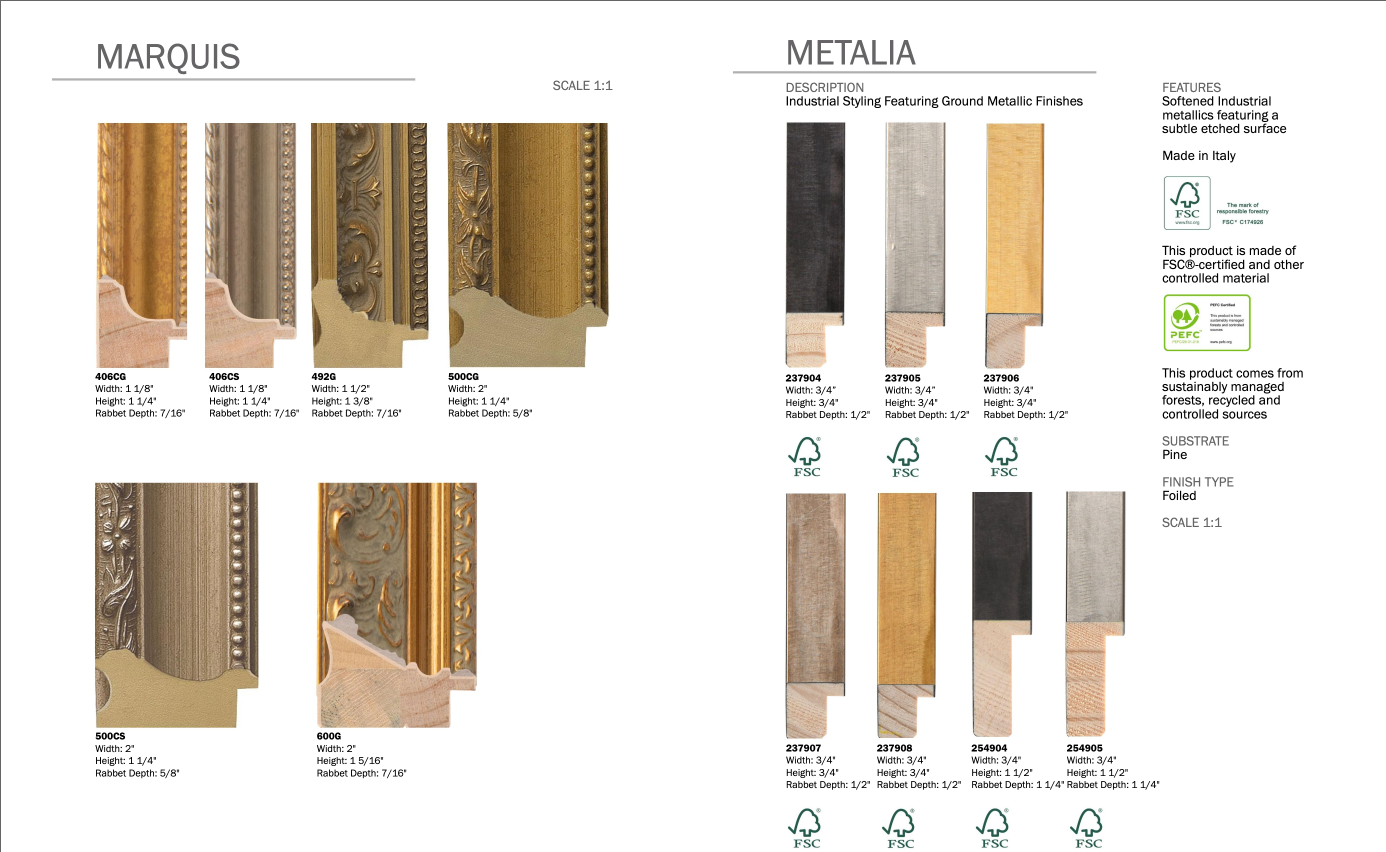 MARQUIS
SCALE 1:1
406CG
Width: 1 1/8"
Height: 1 1/4"
Rabbet Depth: 7/16"
406CS
Width: 1 1/8"
Height: 1 1/4"
Rabbet Depth: 7/16"
492G
Width: 1 1/2"
Height: 1 3/8"
Rabbet Depth: 7/16"
500CG
Width: 2"
Height: 1 1/4"
Rabbet Depth: 5/8"
500CS
Width: 2"
Height: 1 1/4"
Rabbet Depth: 5/8"
600G
Width: 2"
Height: 1 5/16"
Rabbet Depth: 7/16"
METALIA
DESCRIPTION
Industrial Styling Featuring Ground Metallic Finishes
237904
Width: 3/4"
Height: 3/4"
Rabbet Depth: 1/2"
FSC
237905
Width: 3/4"
Height: 3/4"
Rabbet Depth: 1/2"
FSC
237906
Width: 3/4"
Height: 3/4"
Rabbet Depth: 1/2"
FSC
237907
Width: 3/4"
Height: 3/4"
Rabbet Depth: 1/2"
FSC
237908
Width: 3/4"
Height: 3/4"
Rabbet Depth: 1/2"
FSC
254904
Width: 3/4"
Height: 1 1/2"
Rabbet Depth: 1 1/4"
FSC
254905
Width: 3/4"
Height: 1 1/2"
Rabbet Depth: 1 1/4"
FSC
FEATURES
Softened Industrial
metallics featuring a
subtle etched surface
Made in Italy
FSC
www.fsc.org
The mark of
responsible forestry
FSC® C174926
This product is made of
FSC®-certified and other
controlled material
PEFC
PEFC Certified
This product is from
sustainably managed
forests and controlled
sources
www.pefc.org
This product comes from
sustainably managed
forests, recycled and
controlled sources
SUBSTRATE
Pine
FINISH TYPE
Foiled
SCALE 1:1